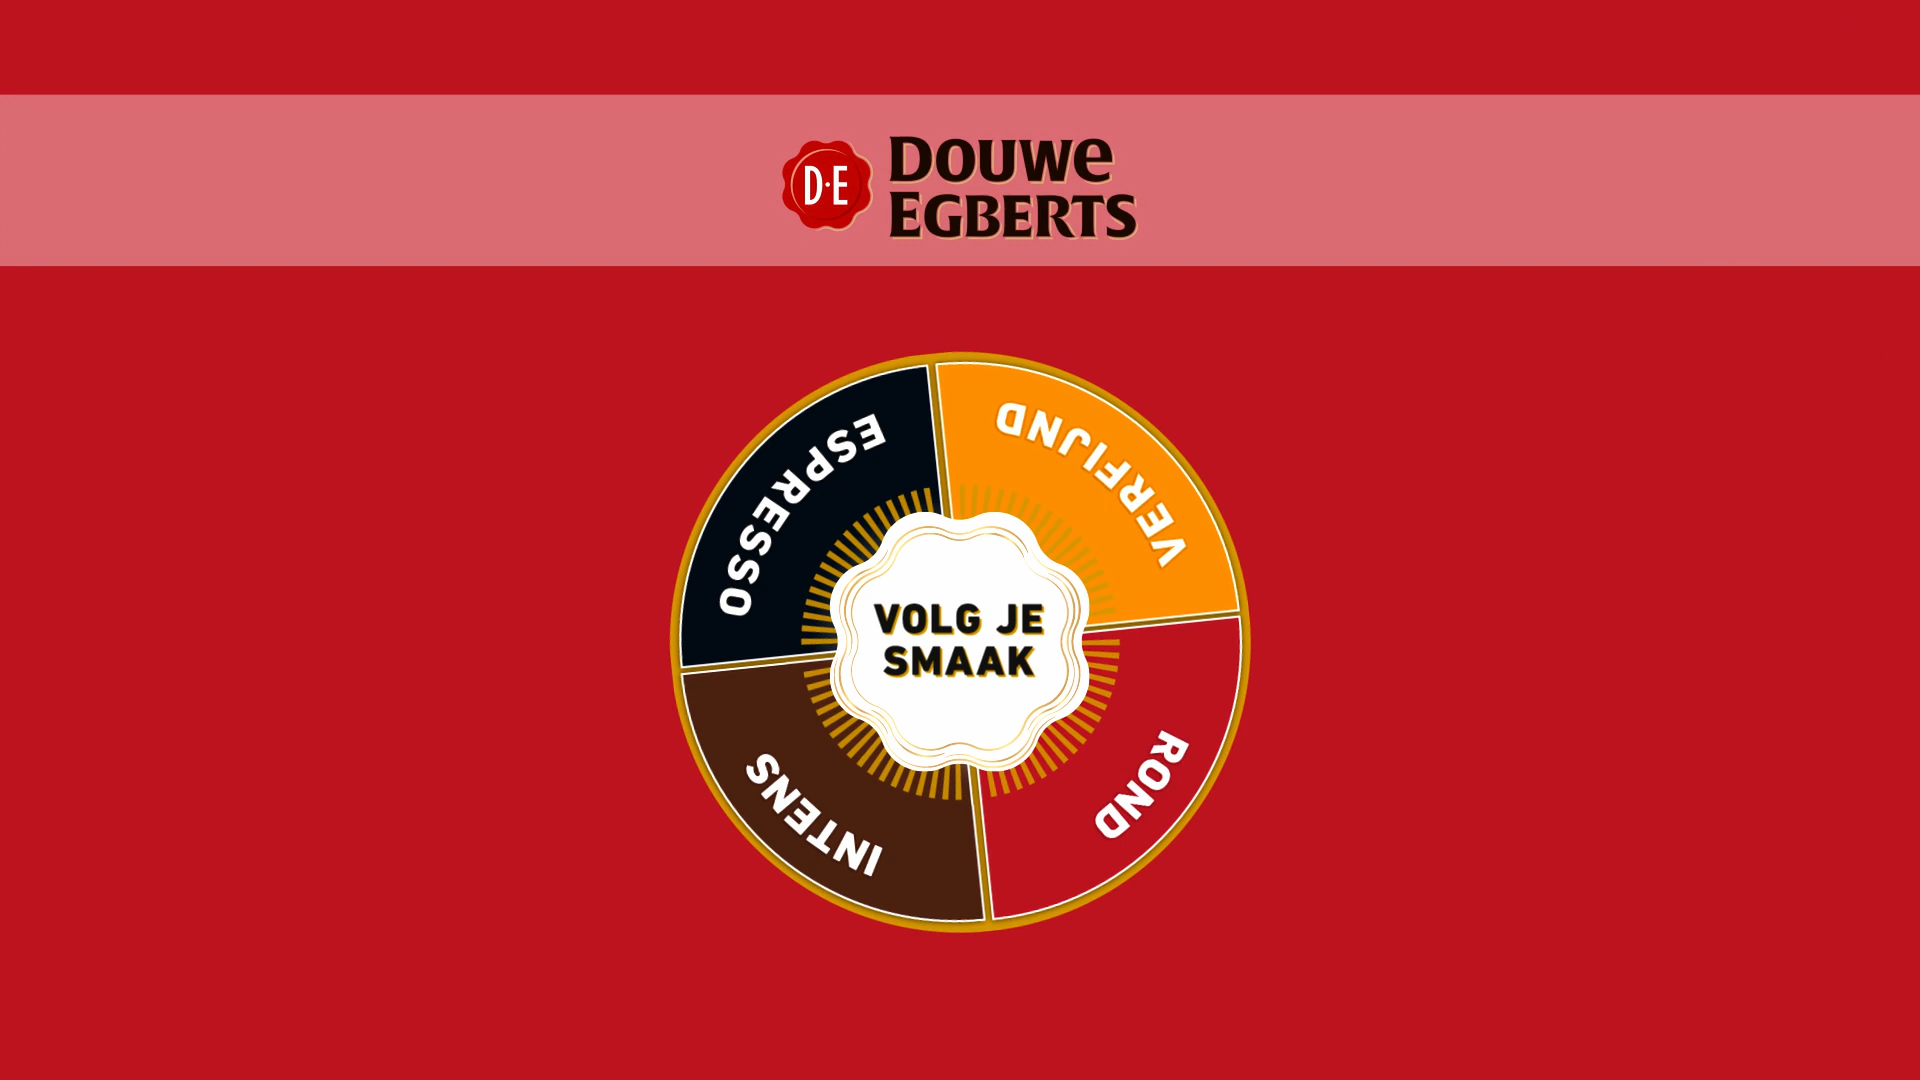 D·E
DOUWE
EGBERTS
ESPRESSO
VERFIJND
VOLG JE
SMAAK
INTENS
ROND